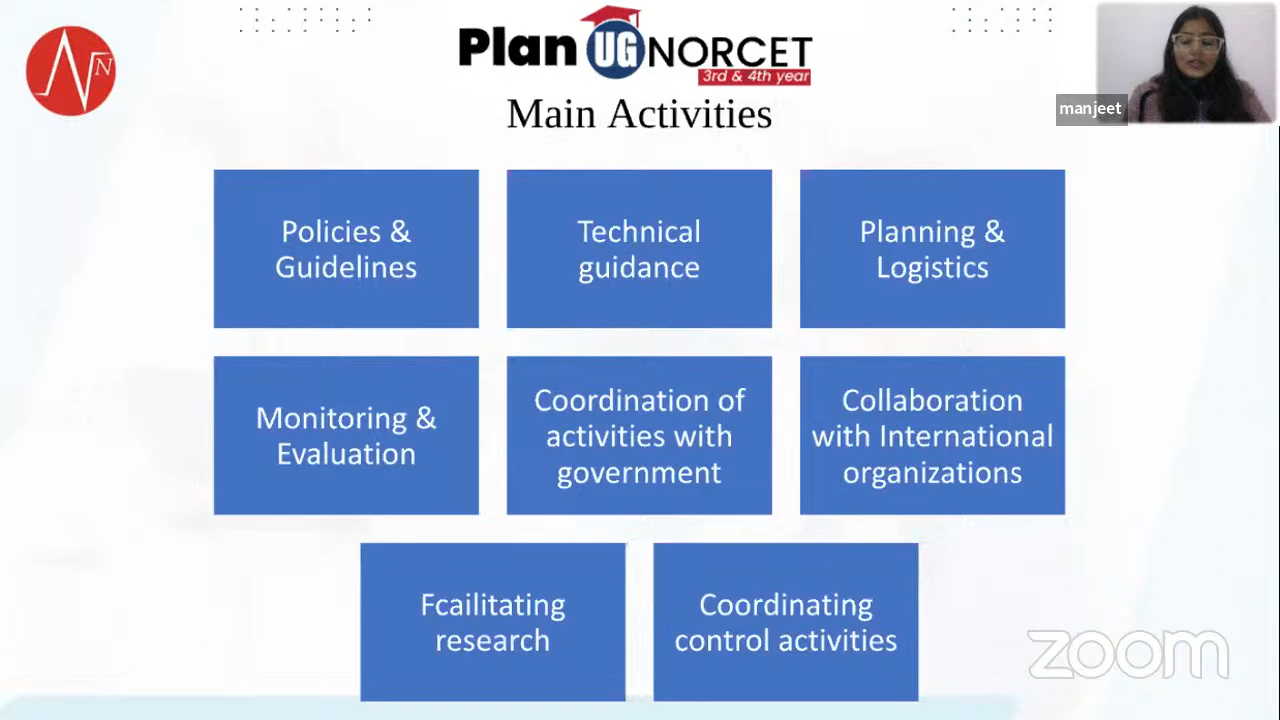 N
Plan UG NORCET
3rd & 4th year
manjeet
Main Activities
Policies &
Guidelines
Technical
guidance
Planning &
Logistics
Monitoring &
Evaluation
Coordination of
activities with
government
Collaboration
with International
organizations
Fcailitating
research
Coordinating
control activities
zoom